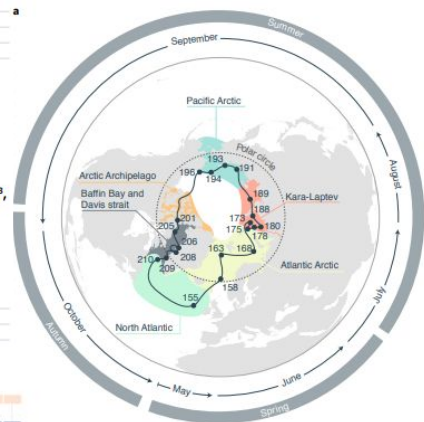 a
Summer
September
Pacific Arctic
Polar circle
193
196
194
191
Arctic Archipelago
189
Kara-Laptev
188
August
Baffin Bay and
Davis strait
201
205
173
175
180
178
206
208
210
209
163
168
Atlantic Arctic
158
155
North Atlantic
October
July
Autumn
May
June
Spring